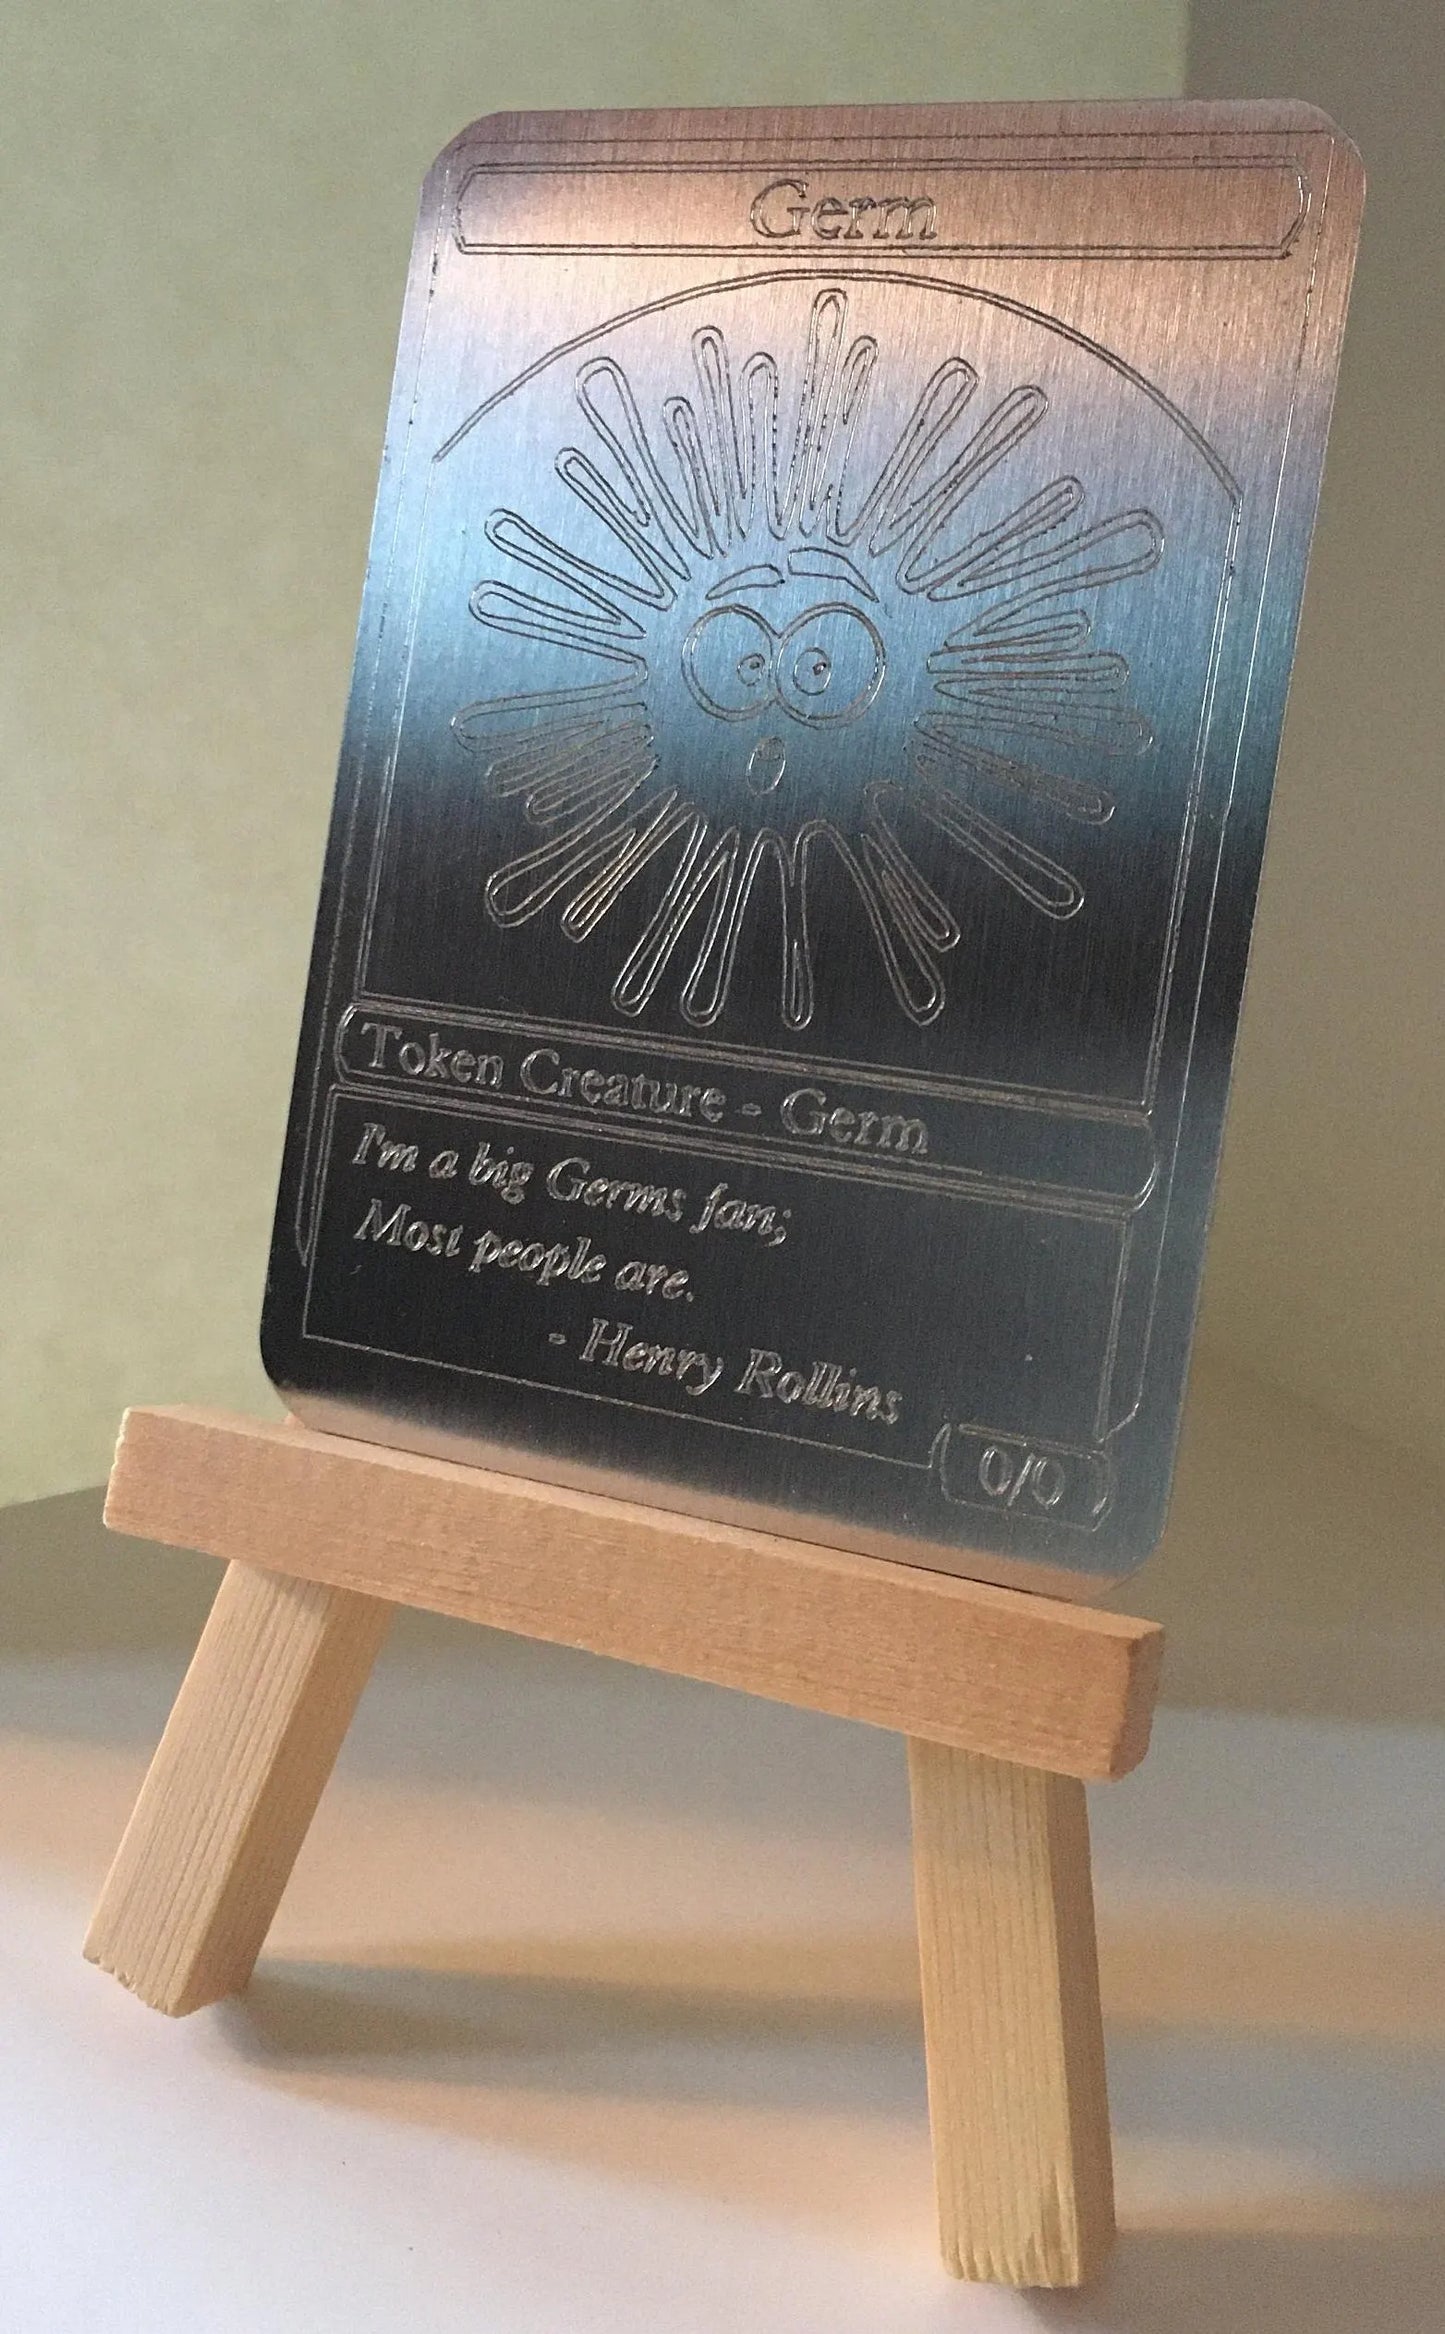 Germ
Token Creature - Germ
I'm a big Germs fan;
Most people are.
- Henry Rollins
0/0